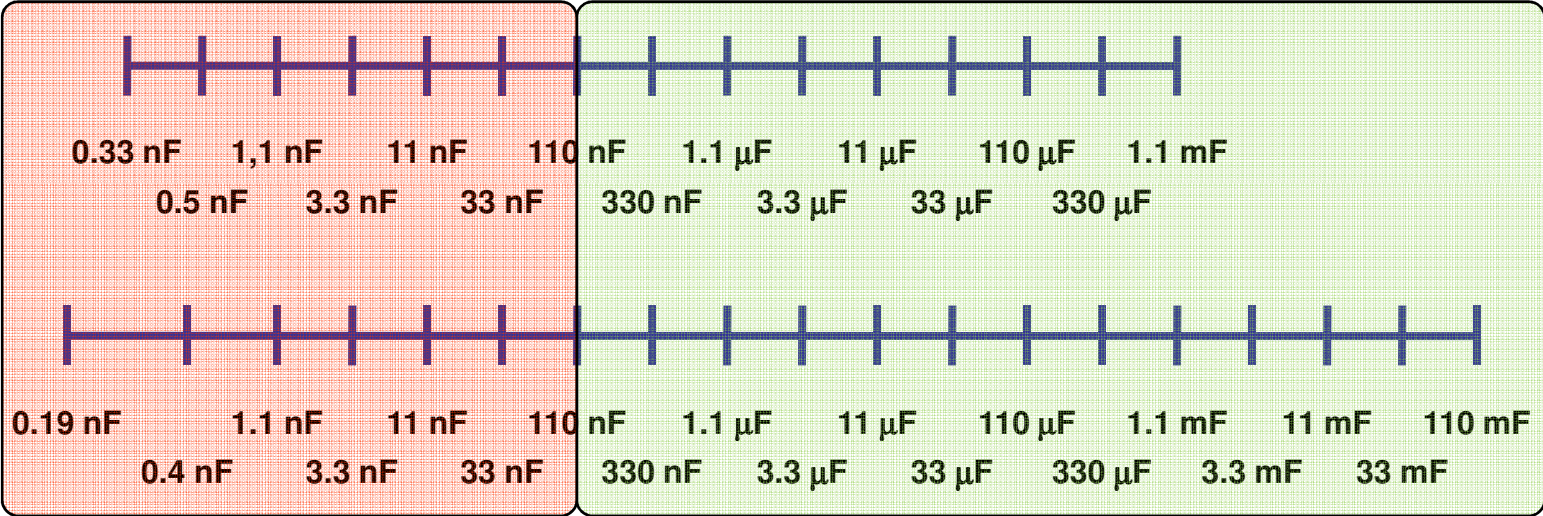 0.33 nF 1,1 nF 11 nF 110 nF 1.1 μF 11 μF 110 μF 1.1 mF
0.5 nF 3.3 nF 33 nF 330 nF 3.3 μF 33 μF 330 μF
0.19 nF 1.1 nF 11 nF 110 nF 1.1 μF 11 μF 110 μF 1.1 mF 11 mF 110 mF
0.4 nF 3.3 nF 33 nF 330 nF 3.3 μF 33 μF 330 μF 3.3 mF 33 mF